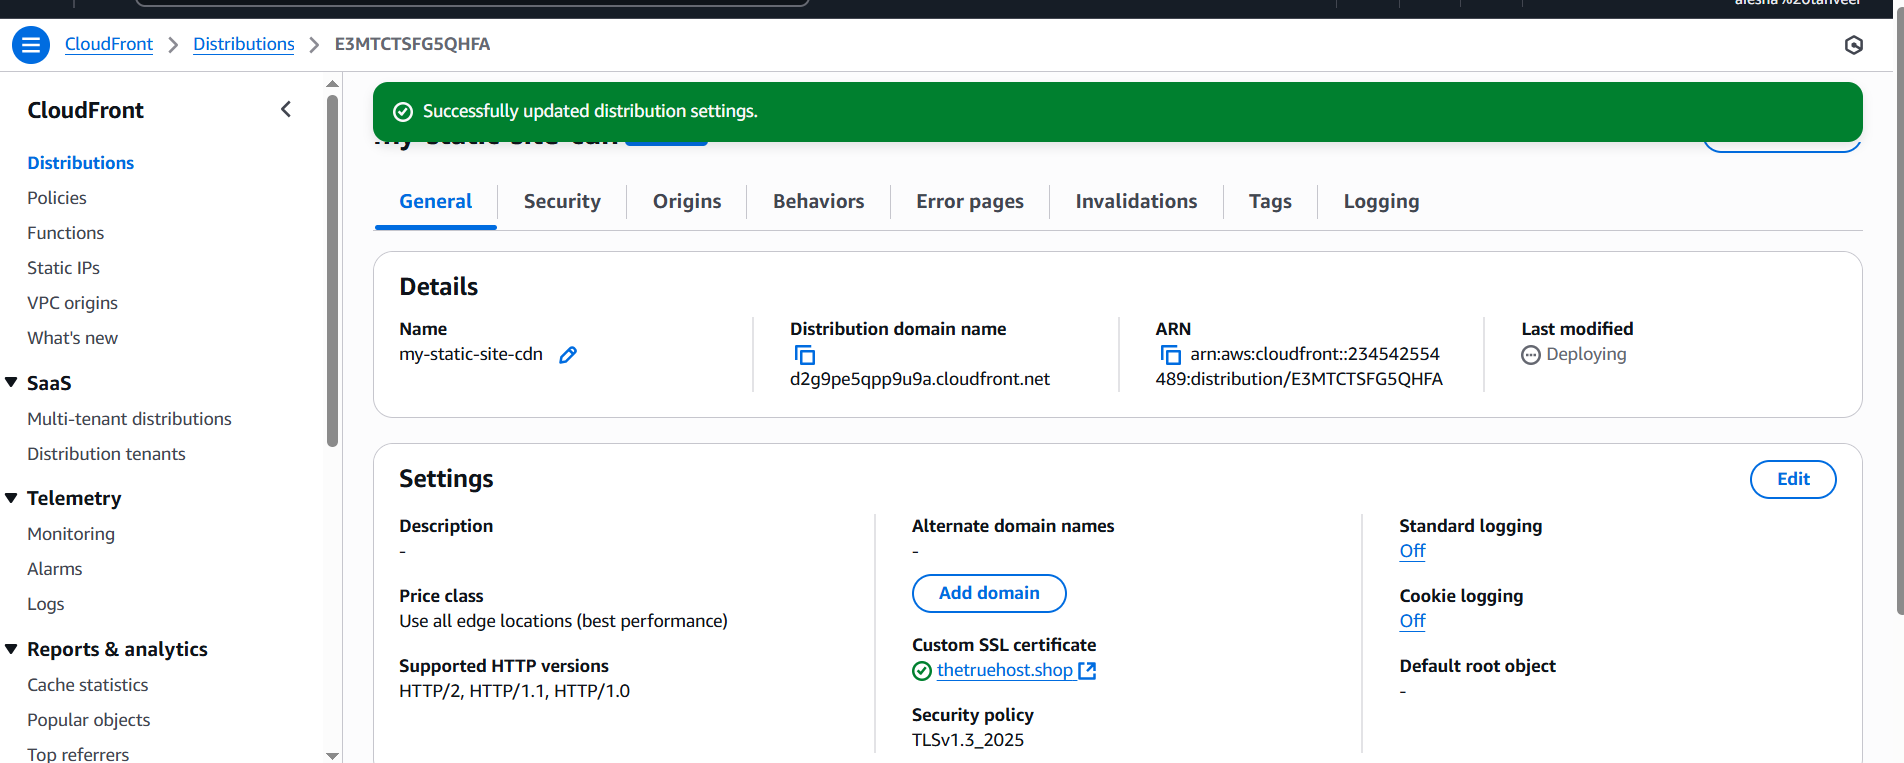 CloudFront > Distributions > E3MTCTSFG5QHFA
CloudFront
Distributions
Policies
Functions
Static IPs
VPC origins
What's new
SaaS
Multi-tenant distributions
Distribution tenants
Telemetry
Monitoring
Alarms
Logs
Reports & analytics
Cache statistics
Popular objects
Top referrers
Successfully updated distribution settings.
my-static-site-cdn
General
Security
Origins
Behaviors
Error pages
Invalidations
Tags
Logging
Details
Name
my-static-site-cdn
Distribution domain name
d2g9pe5qpp9u9a.cloudfront.net
ARN
arn:aws:cloudfront::234542554
489:distribution/E3MTCTSFG5QHFA
Last modified
Deploying
Settings
Edit
Description
-
Price class
Use all edge locations (best performance)
Supported HTTP versions
HTTP/2, HTTP/1.1, HTTP/1.0
Alternate domain names
-
Add domain
Custom SSL certificate
thetruehost.shop
Security policy
TLSv1.3_2025
Standard logging
Off
Cookie logging
Off
Default root object
-